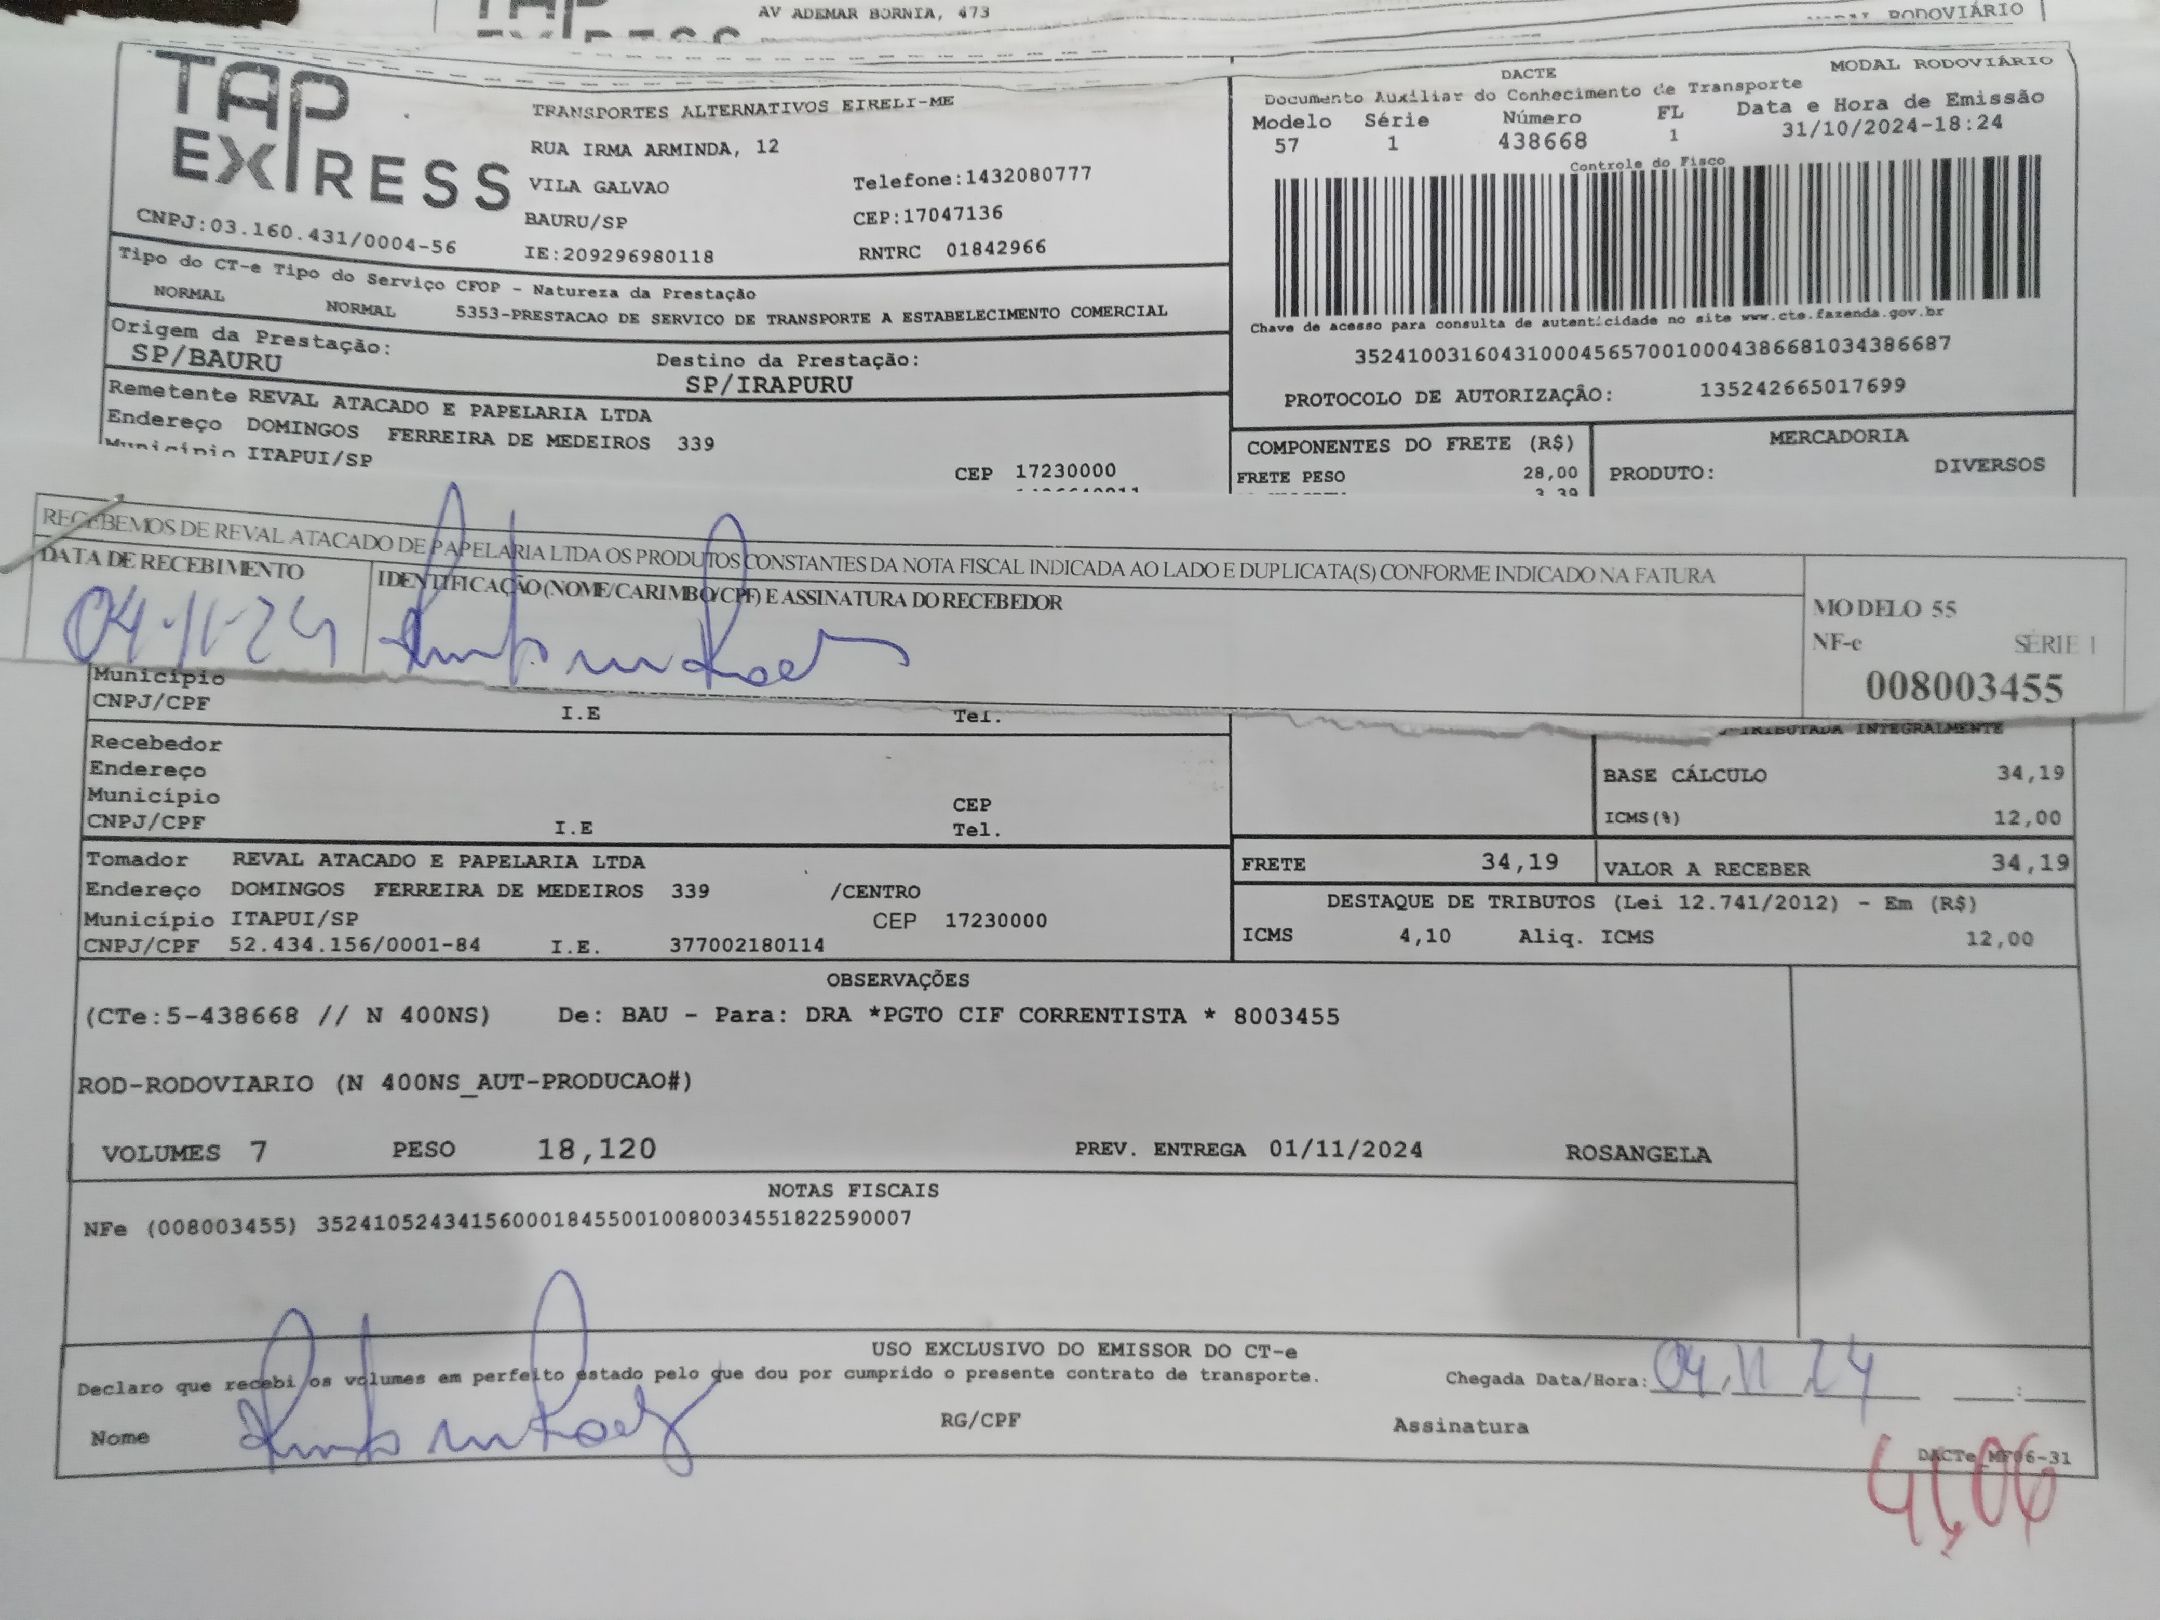 AV ADEMAR BORNIA, 473
RODOVIÁRIO
TAP EXPRESS
CNPJ:03.160.431/0004-56
TRANSPORTES ALTERNATIVOS EIRELI-ME
RUA IRMA ARMINDA, 12
VILA GALVAO Telefone:1432080777
BAURU/SP CEP:17047136
IE:209296980118 RNTRC 01842966
DACTE MODAL RODOVIÁRIO
Documento Auxiliar do Conhecimento de Transporte
Modelo Série Número FL Data e Hora de Emissão
57 1 438668 1 31/10/2024-18:24
Controle do Fisco
Chave de acesso para consulta de autenticidade no site www.cte.fazenda.gov.br
35241003160431000456570010004386681034386687
PROTOCOLO DE AUTORIZAÇÃO: 135242665017699
Tipo do CT-e Tipo do Serviço CFOP - Natureza da Prestação
NORMAL NORMAL 5353-PRESTACAO DE SERVICO DE TRANSPORTE A ESTABELECIMENTO COMERCIAL
Origem da Prestação: Destino da Prestação:
SP/BAURU SP/IRAPURU
Remetente REVAL ATACADO E PAPELARIA LTDA
Endereço DOMINGOS FERREIRA DE MEDEIROS 339
Município ITAPUI/SP CEP 17230000
COMPONENTES DO FRETE (R$) MERCADORIA
FRETE PESO 28,00 PRODUTO: DIVERSOS
3,39
RECEBEMOS DE REVAL ATACADO DE PAPELARIA LTDA OS PRODUTOS CONSTANTES DA NOTA FISCAL INDICADA AO LADO E DUPLICATA(S) CONFORME INDICADO NA FATURA
DATA DE RECEBIMENTO IDENTIFICAÇÃO (NOME/CARIMBO/CPF) E ASSINATURA DO RECEBEDOR
04-11-24
MODELO 55
NF-e SÉRIE 1
008003455
Município
CNPJ/CPF I.E Tel.
TRIBUTADA INTEGRALMENTE
Recebedor
Endereço
Município CEP
CNPJ/CPF I.E Tel.
BASE CÁLCULO 34,19
ICMS(%) 12,00
Tomador REVAL ATACADO E PAPELARIA LTDA
Endereço DOMINGOS FERREIRA DE MEDEIROS 339 /CENTRO
Município ITAPUI/SP CEP 17230000
CNPJ/CPF 52.434.156/0001-84 I.E. 377002180114
FRETE 34,19 VALOR A RECEBER 34,19
DESTAQUE DE TRIBUTOS (Lei 12.741/2012) - Em (R$)
ICMS 4,10 Aliq. ICMS 12,00
OBSERVAÇÕES
(CTe:5-438668 // N 400NS) De: BAU - Para: DRA *PGTO CIF CORRENTISTA * 8003455
ROD-RODOVIARIO (N 400NS_AUT-PRODUCAO#)
VOLUMES 7 PESO 18,120 PREV. ENTREGA 01/11/2024 ROSANGELA
NOTAS FISCAIS
NFe (008003455) 35241052434156000184550010080034551822590007
USO EXCLUSIVO DO EMISSOR DO CT-e
Declaro que recebi os volumes em perfeito estado pelo que dou por cumprido o presente contrato de transporte. Chegada Data/Hora: 04 11 24 :
Nome RG/CPF Assinatura
DACTe_MF06-31